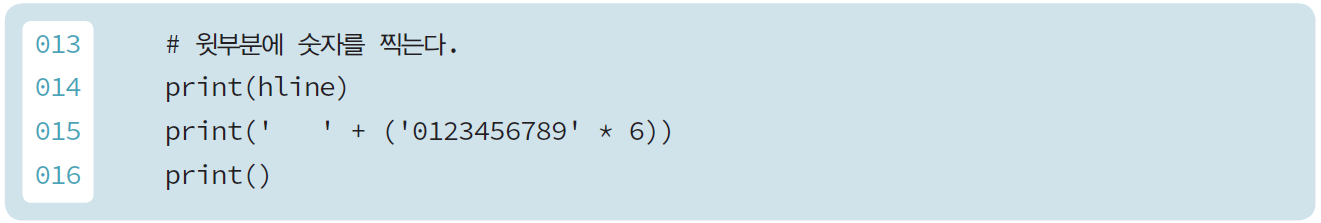 013 # 윗부분에 숫자를 찍는다.
014 print(hline)
015 print('   ' + ('0123456789' * 6))
016 print()